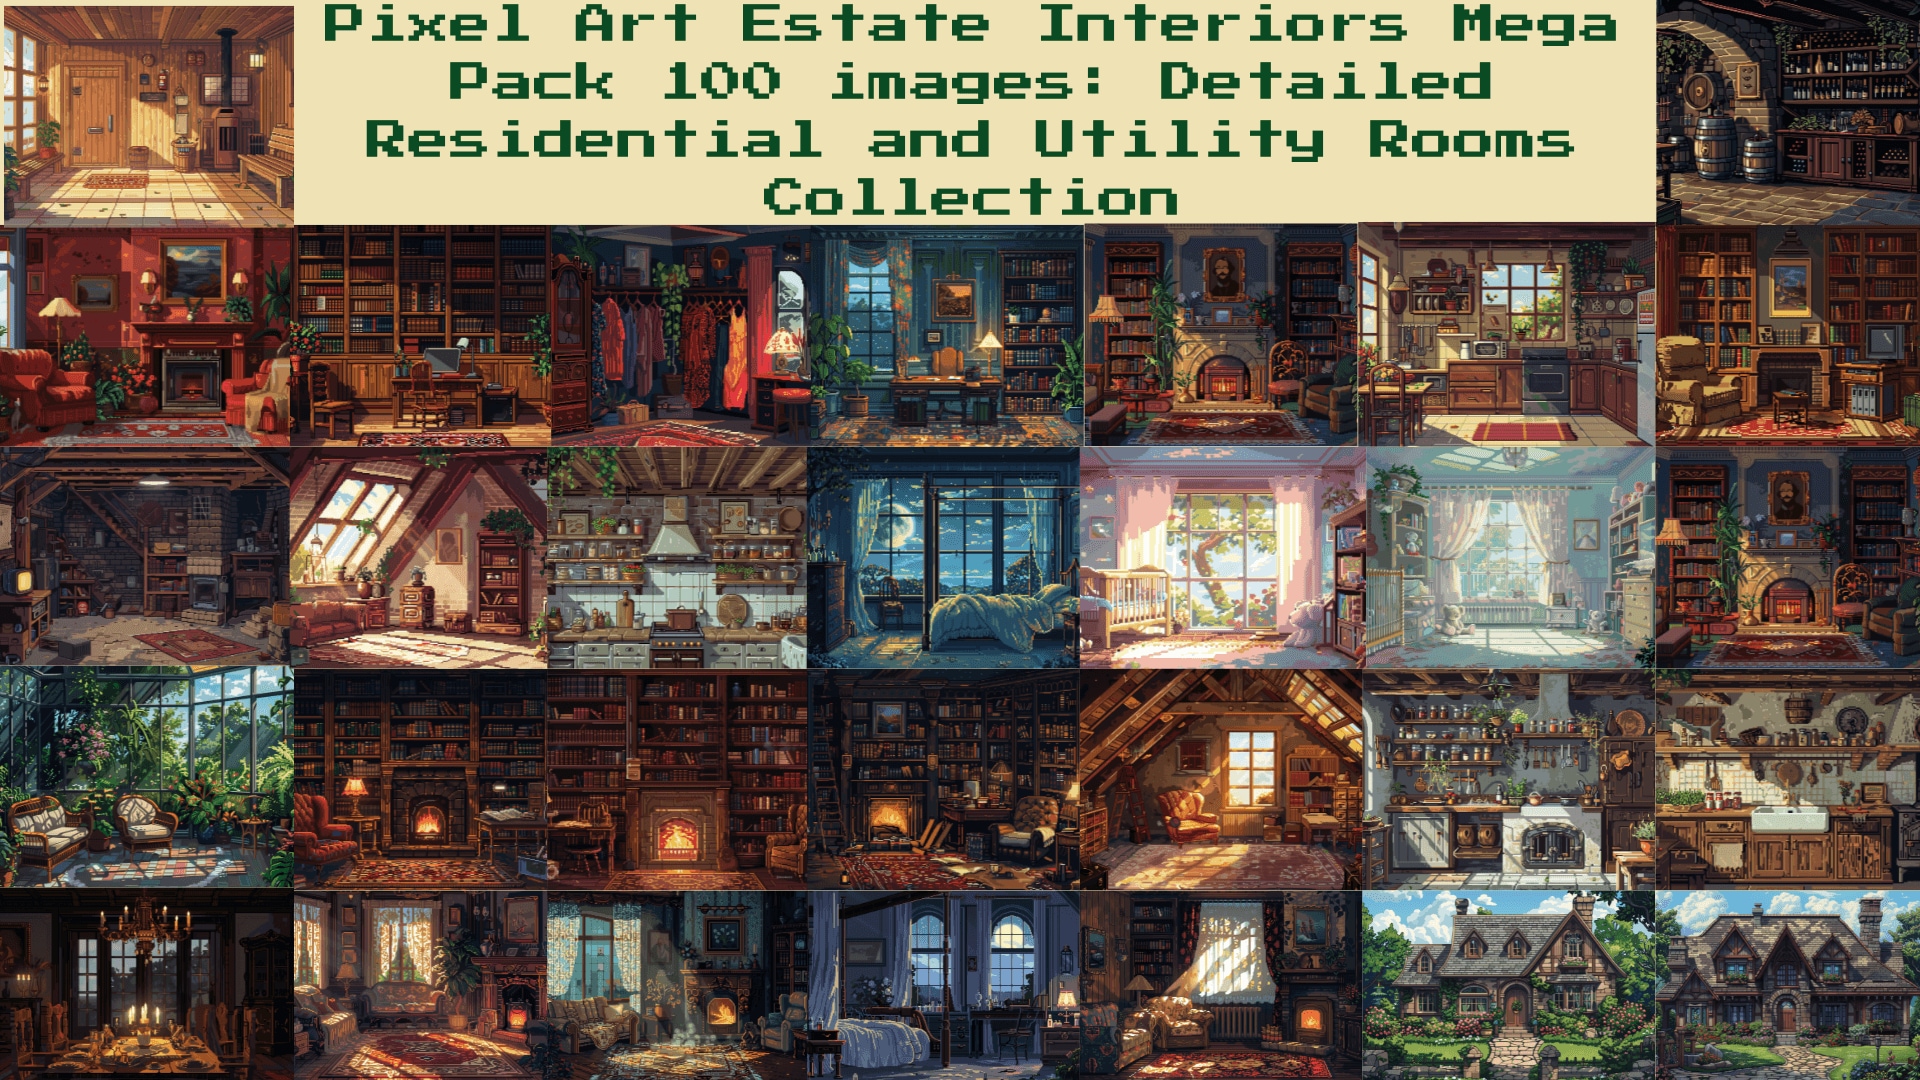 Pixel Art Estate Interiors Mega
Pack 100 images: Detailed
Residential and Utility Rooms
Collection